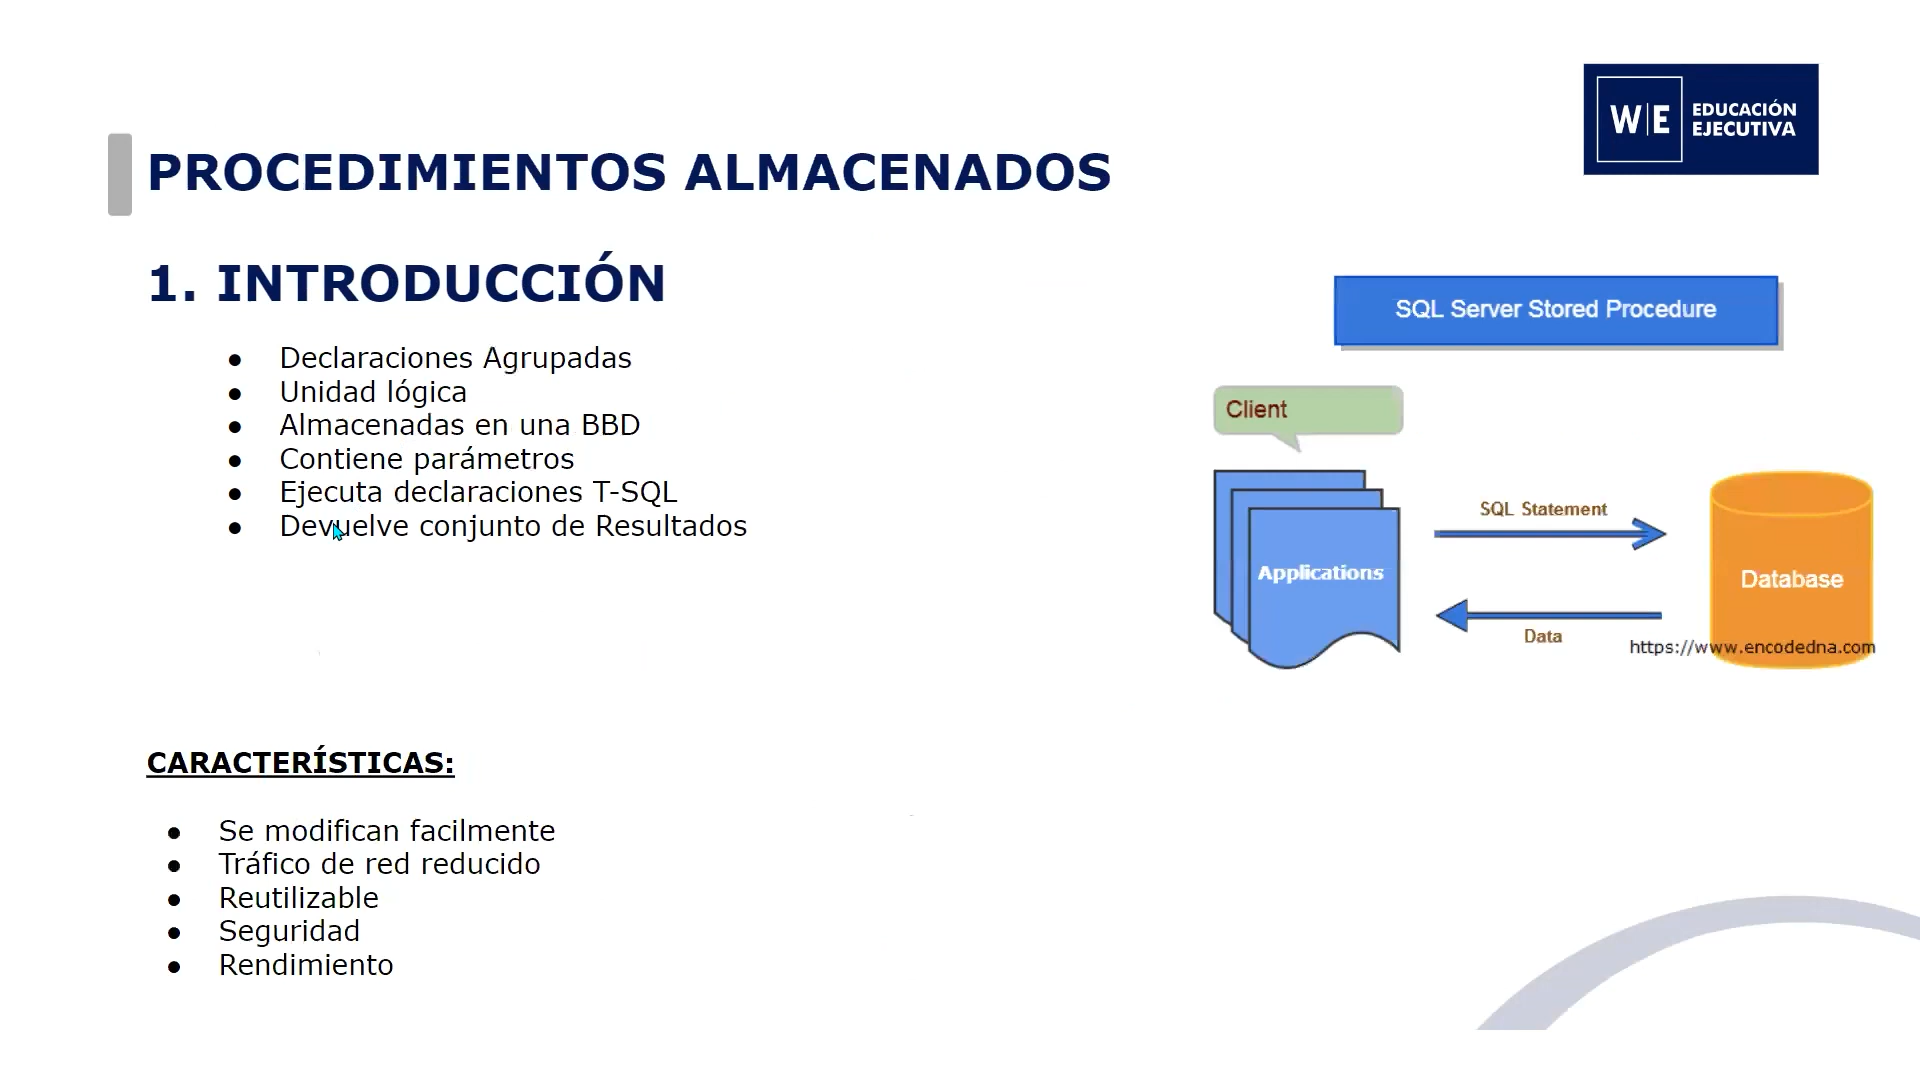 W|E EDUCACIÓN
EJECUTIVA
PROCEDIMIENTOS ALMACENADOS
1. INTRODUCCIÓN
● Declaraciones Agrupadas
● Unidad lógica
● Almacenadas en una BBD
● Contiene parámetros
● Ejecuta declaraciones T-SQL
● Devuelve conjunto de Resultados
SQL Server Stored Procedure
Client
Applications
SQL Statement
Data
Database
https://www.encodedna.com
CARACTERÍSTICAS:
● Se modifican facilmente
● Tráfico de red reducido
● Reutilizable
● Seguridad
● Rendimiento